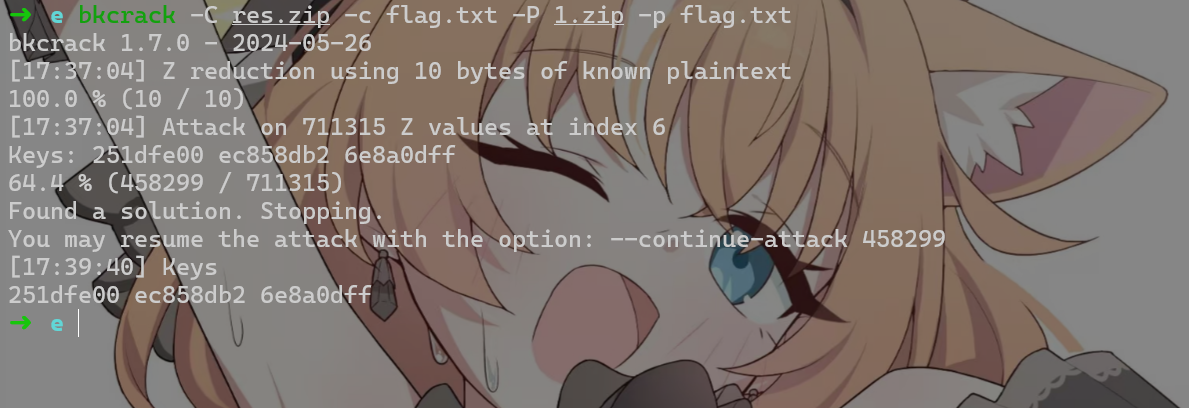 ➜ e bkcrack -C res.zip -c flag.txt -P 1.zip -p flag.txt
bkcrack 1.7.0 - 2024-05-26
[17:37:04] Z reduction using 10 bytes of known plaintext
100.0 % (10 / 10)
[17:37:04] Attack on 711315 Z values at index 6
Keys: 251dfe00 ec858db2 6e8a0dff
64.4 % (458299 / 711315)
Found a solution. Stopping.
You may resume the attack with the option: --continue-attack 458299
[17:39:40] Keys
251dfe00 ec858db2 6e8a0dff
➜ e